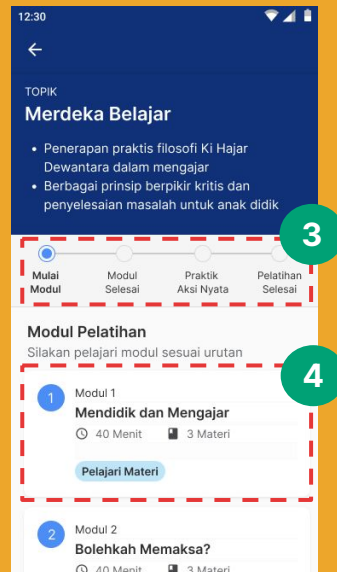 12:30
TOPIK
Merdeka Belajar
• Penerapan praktis filosofi Ki Hajar
Dewantara dalam mengajar
• Berbagai prinsip berpikir kritis dan
penyelesaian masalah untuk anak didik
3
Mulai
Modul
Modul
Selesai
Praktik
Aksi Nyata
Pelatihan
Selesai
Modul Pelatihan
Silakan pelajari modul sesuai urutan
4
1
Modul 1
Mendidik dan Mengajar
40 Menit 3 Materi
Pelajari Materi
2
Modul 2
Bolehkah Memaksa?
40 Menit 3 Materi